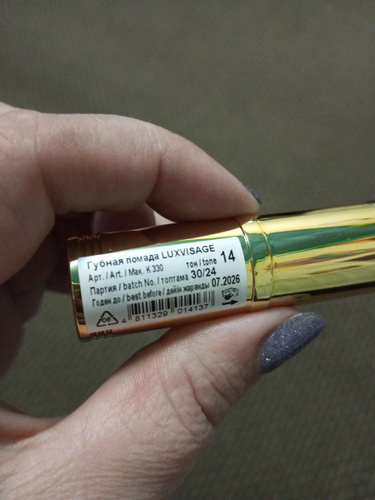 Губная помада LUXVISAGE
Арт. / Art. / Мак. К 330 тон / tone 14
Партия / batch No. / топтама 30/24
Годен до / best before / дейін жарамды 07.2026
4 811329 014137